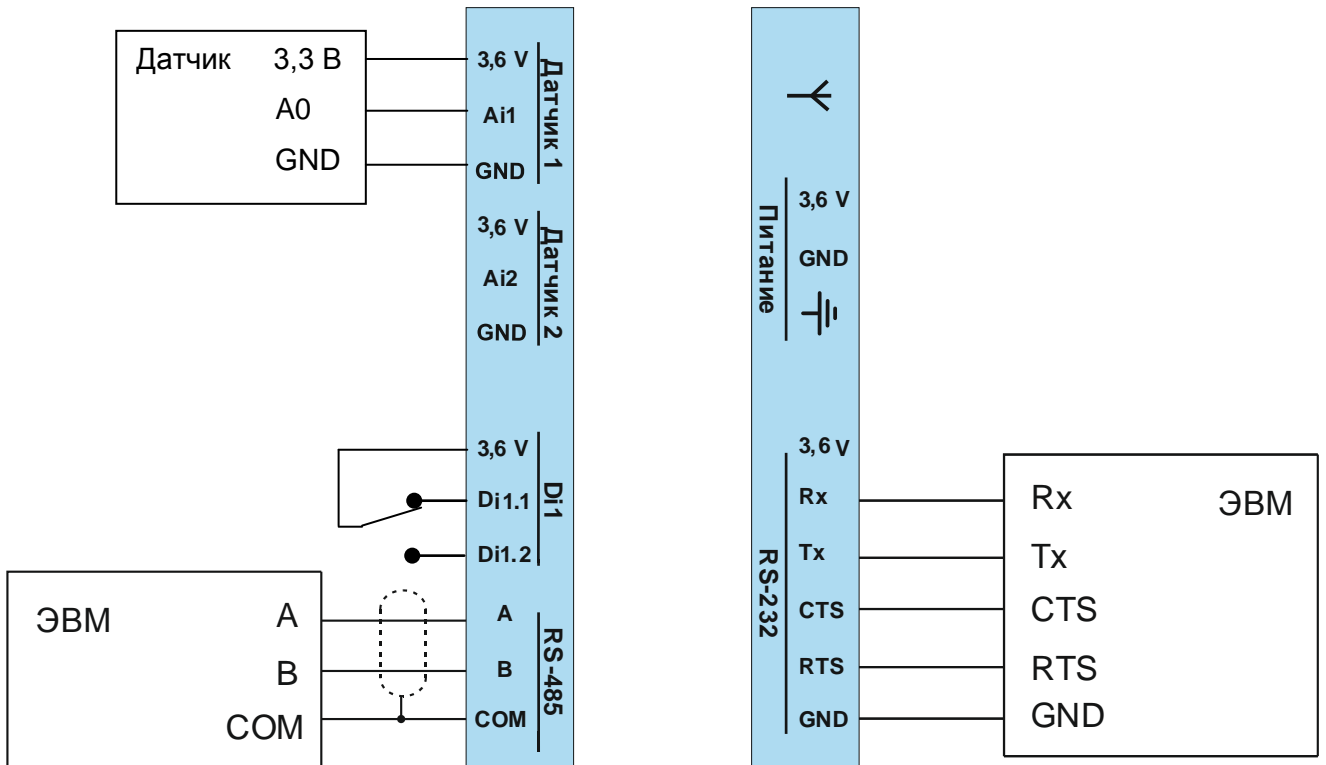 Датчик 3,3 В
A0
GND
3,6 V
Ai1
GND
Датчик 1
3,6 V
Ai2
GND
Датчик 2
3,6 V
Di1.1
Di1.2
Di1
ЭВМ
A
B
COM
A
B
COM
RS-485
3,6 V
GND
Питание
3,6 V
Rx
Tx
CTS
RTS
GND
RS-232
Rx
Tx
CTS
RTS
GND
ЭВМ